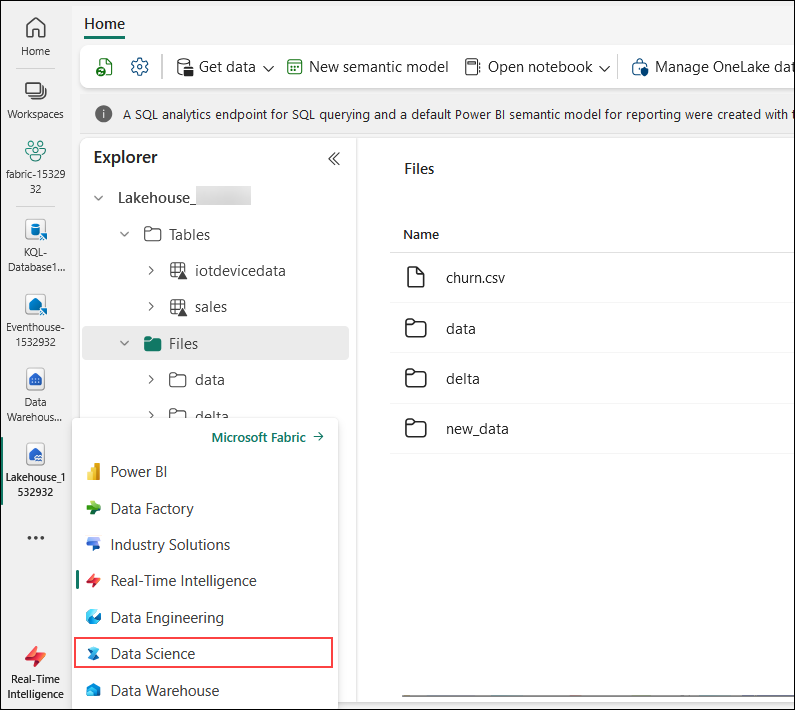 Home
Home
Workspaces
fabric-1532932
KQL-Database1...
Eventhouse-1532932
Data Warehous...
Lakehouse_1532932
Real-Time Intelligence
Get data
New semantic model
Open notebook
Manage OneLake dat
A SQL analytics endpoint for SQL querying and a default Power BI semantic model for reporting were created with t
Explorer
Lakehouse_
Tables
iotdevicedata
sales
Files
data
delta
Microsoft Fabric
Power BI
Data Factory
Industry Solutions
Real-Time Intelligence
Data Engineering
Data Science
Data Warehouse
Files
Name
churn.csv
data
delta
new_data